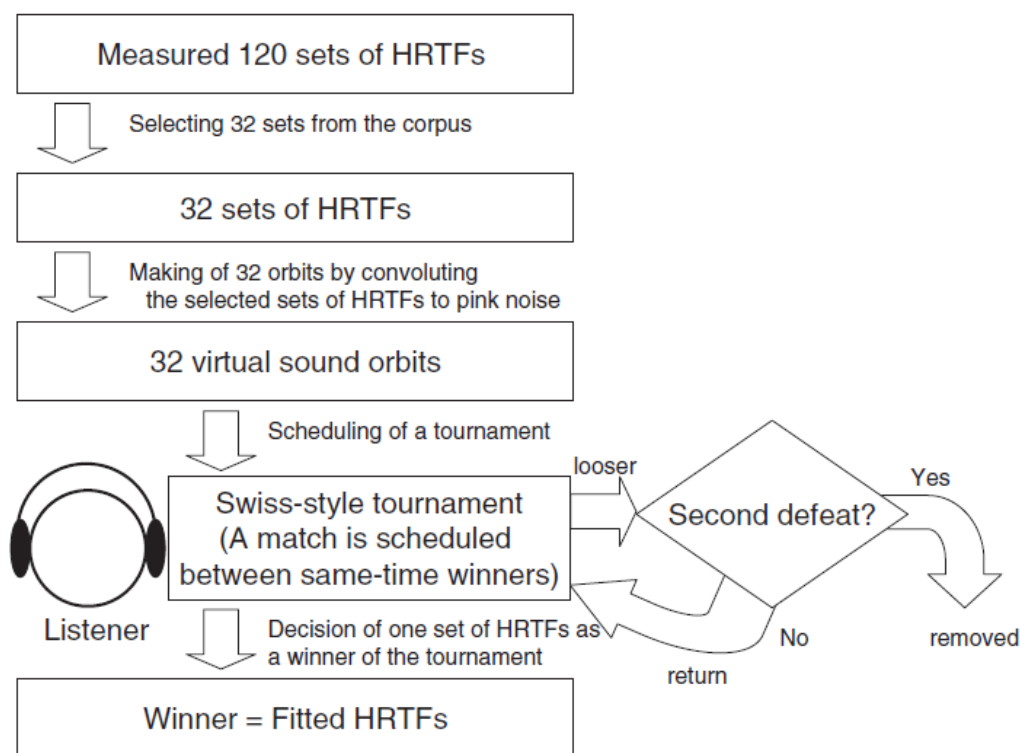 Measured 120 sets of HRTFs
Selecting 32 sets from the corpus
32 sets of HRTFs
Making of 32 orbits by convoluting
the selected sets of HRTFs to pink noise
32 virtual sound orbits
Scheduling of a tournament
looser
Yes
Swiss-style tournament
(A match is scheduled
between same-time winners)
Second defeat?
Listener
Decision of one set of HRTFs as
a winner of the tournament
No
removed
return
Winner = Fitted HRTFs